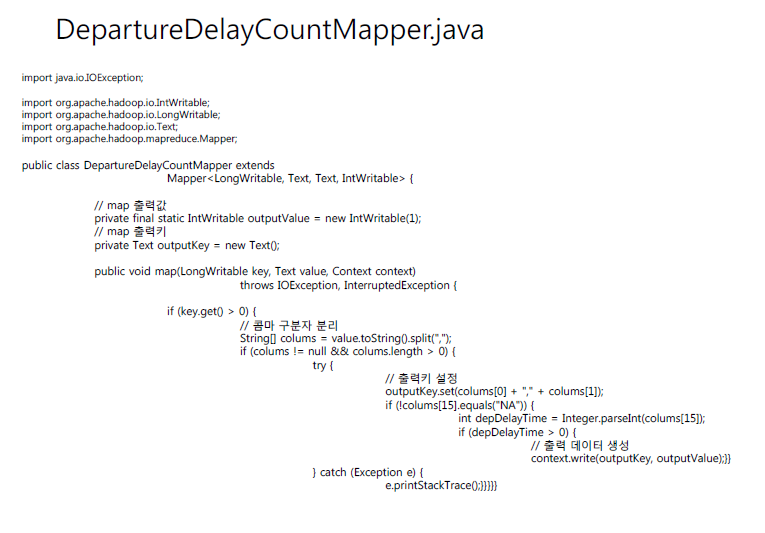 DepartureDelayCountMapper.java
import java.io.IOException;
import org.apache.hadoop.io.IntWritable;
import org.apache.hadoop.io.LongWritable;
import org.apache.hadoop.io.Text;
import org.apache.hadoop.mapreduce.Mapper;
public class DepartureDelayCountMapper extends
Mapper<LongWritable, Text, Text, IntWritable> {
// map 출력값
private final static IntWritable outputValue = new IntWritable(1);
// map 출력키
private Text outputKey = new Text();
public void map(LongWritable key, Text value, Context context)
throws IOException, InterruptedException {
if (key.get() > 0) {
// 콤마 구분자 분리
String[] colums = value.toString().split(",");
if (colums != null && colums.length > 0) {
try {
// 출력키 설정
outputKey.set(colums[0] + "," + colums[1]);
if (!colums[15].equals("NA")) {
int depDelayTime = Integer.parseInt(colums[15]);
if (depDelayTime > 0) {
// 출력 데이터 생성
context.write(outputKey, outputValue);}}
} catch (Exception e) {
e.printStackTrace();}}}}}